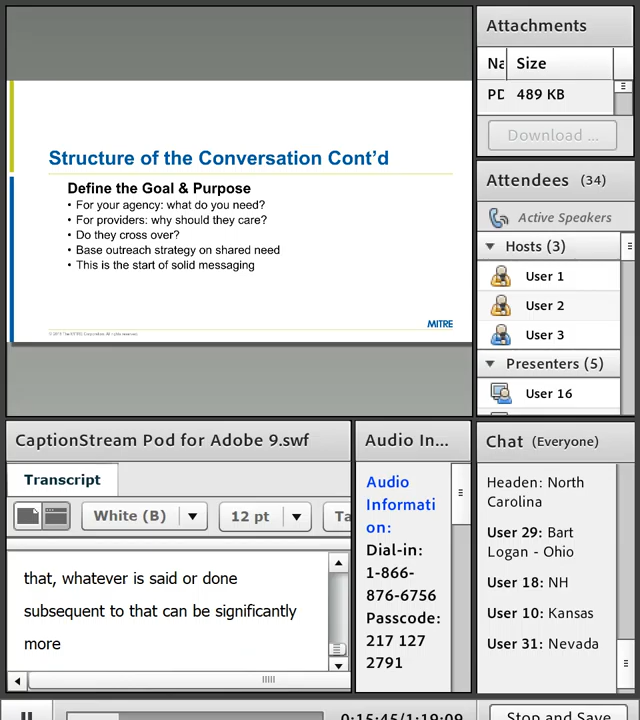 Structure of the Conversation Cont'd
Define the Goal & Purpose
• For your agency: what do you need?
• For providers: why should they care?
• Do they cross over?
• Base outreach strategy on shared need
• This is the start of solid messaging
MITRE
Attachments
Na Size
PD 489 KB
Download ...
Attendees (34)
Active Speakers
Hosts (3)
User 1
User 2
User 3
Presenters (5)
User 16
CaptionStream Pod for Adobe 9.swf
Transcript
White (B) 12 pt Ta
that, whatever is said or done
subsequent to that can be significantly
more
Audio In...
Audio
Informati
on:
Dial-in:
1-866-
876-6756
Passcode:
217 127
2791
Chat (Everyone)
Headen: North
Carolina
User 29: Bart
Logan - Ohio
User 18: NH
User 10: Kansas
User 31: Nevada
0:15:45/1:19:09
Stop and Save